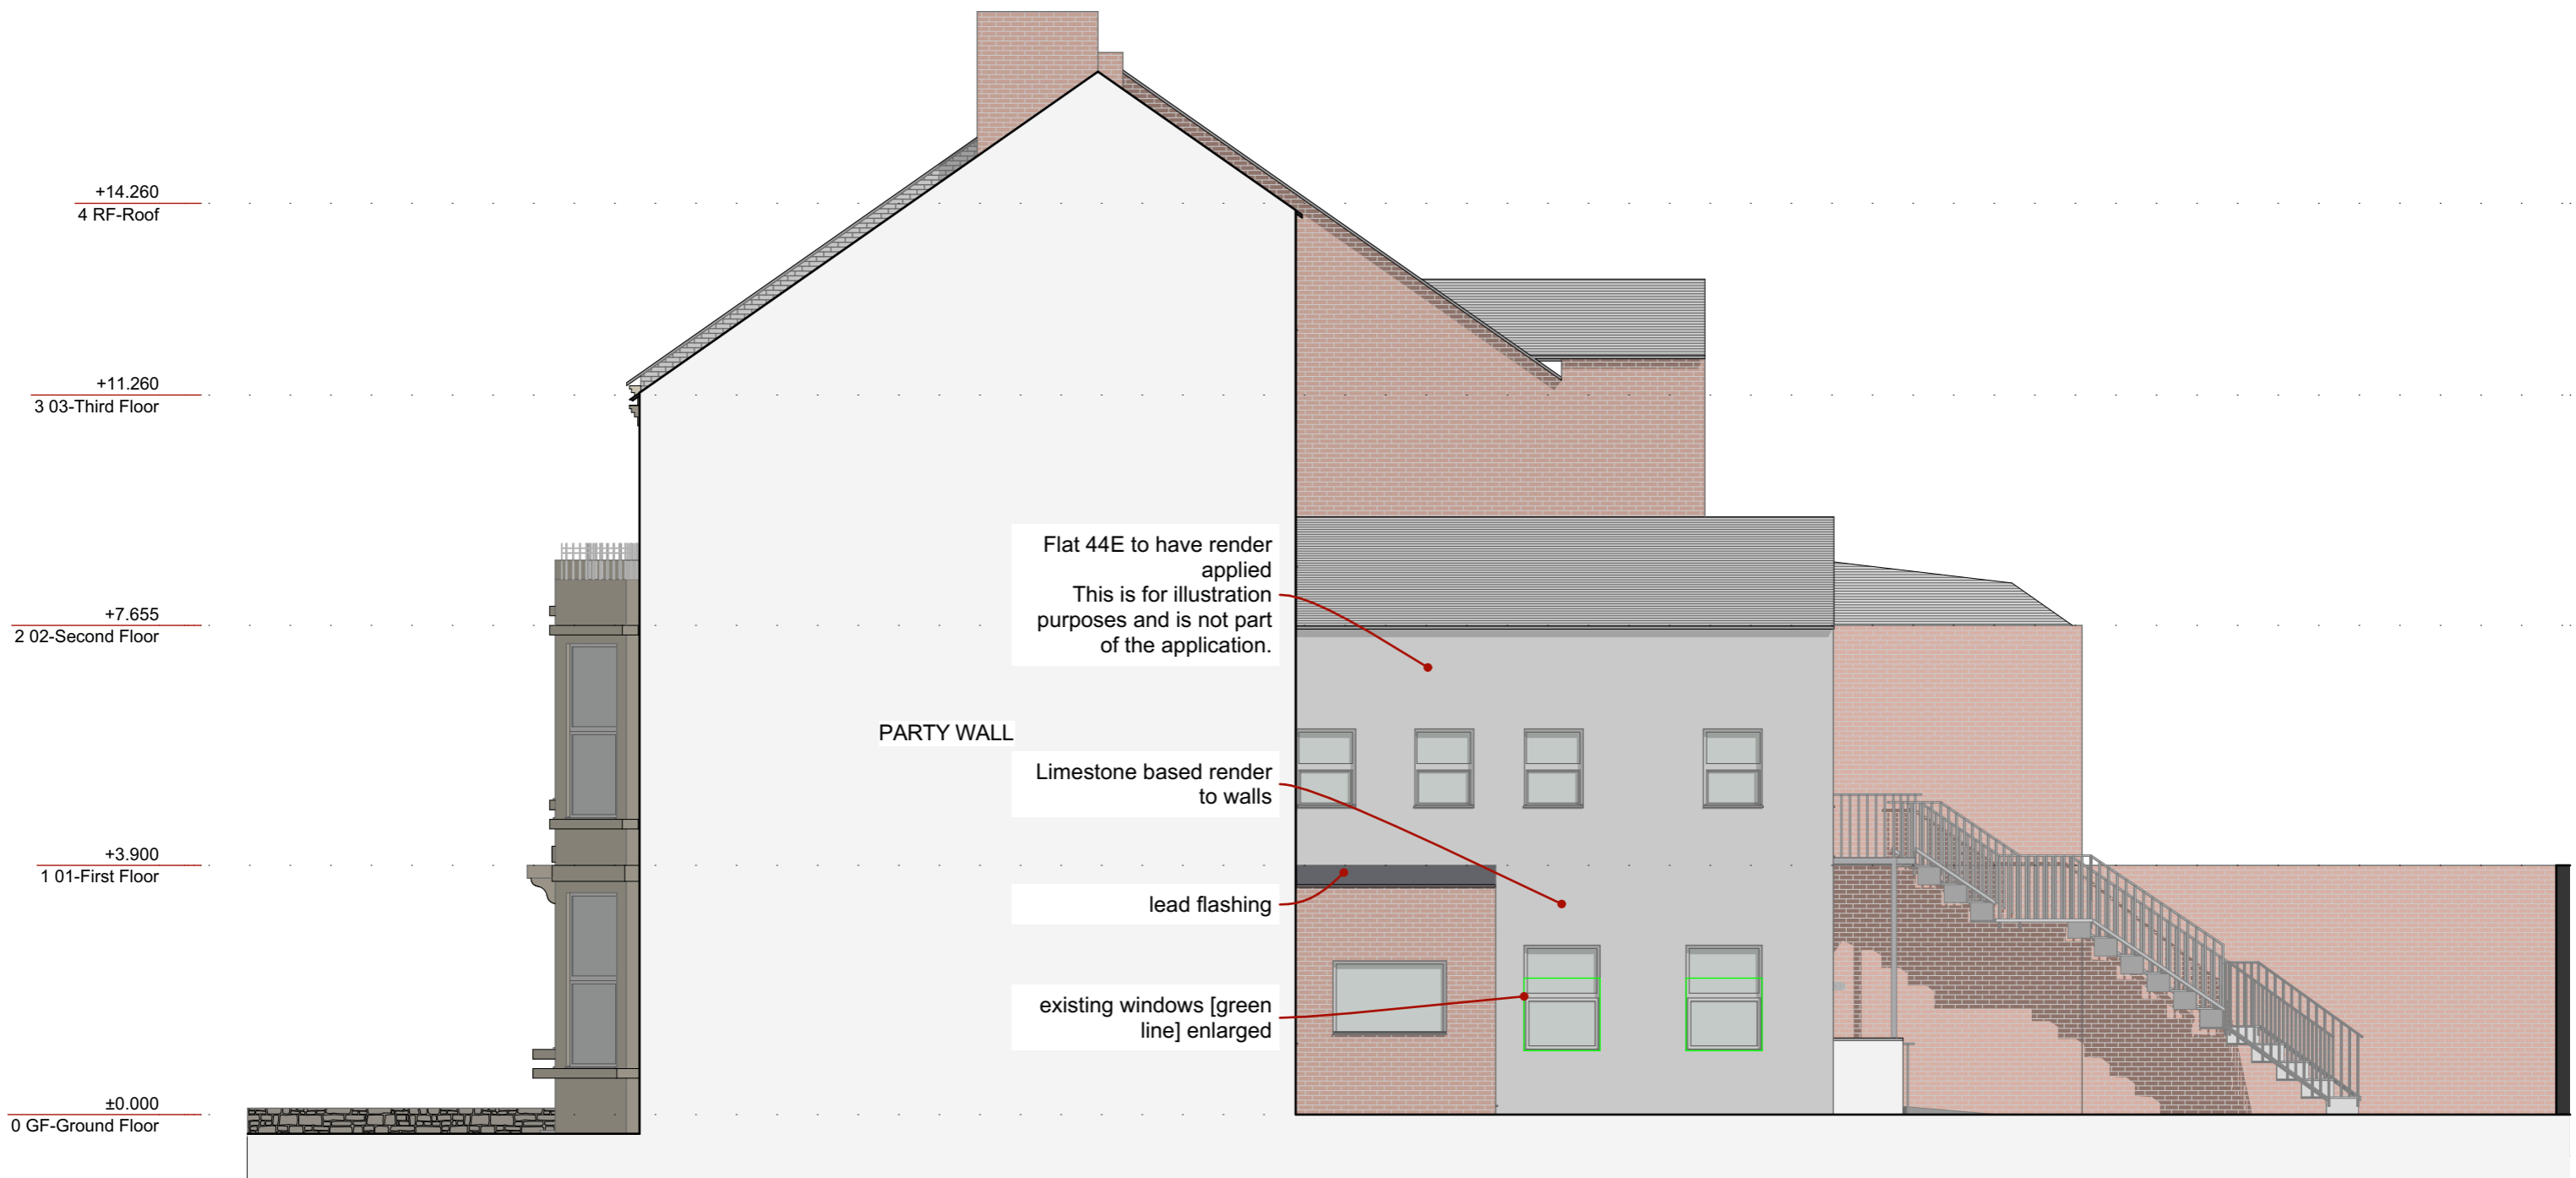 +14.260
4 RF-Roof
+11.260
3 03-Third Floor
Flat 44E to have render
applied
This is for illustration
purposes and is not part
of the application.
+7.655
2 02-Second Floor
PARTY WALL
Limestone based render
to walls
+3.900
1 01-First Floor
lead flashing
existing windows [green
line] enlarged
±0.000
0 GF-Ground Floor